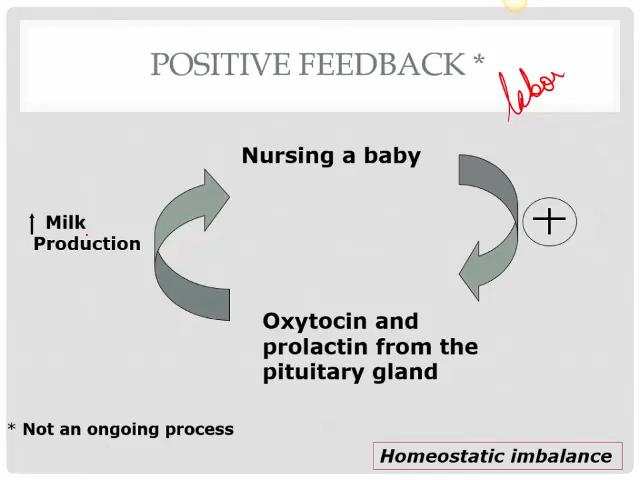 POSITIVE FEEDBACK *
labor
Nursing a baby
↑ Milk
Production
+
Oxytocin and
prolactin from the
pituitary gland
* Not an ongoing process
Homeostatic imbalance